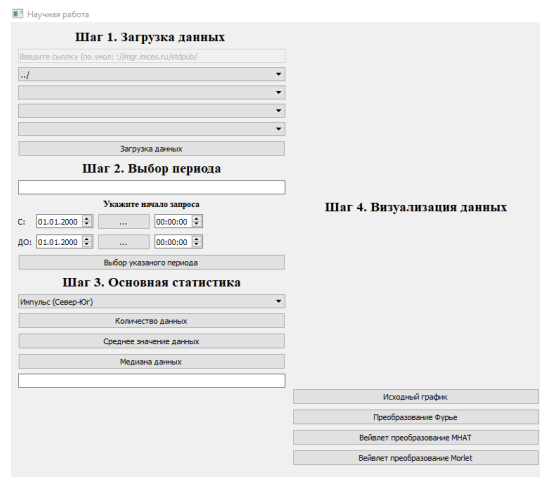 Научная работа
Шаг 1. Загрузка данных
Введите сыллку (по.умол: ://mgr.imces.ru/stdpub/
../
Загрузка данных
Шаг 2. Выбор периода
Укажите начало запроса
С: 01.01.2000 ... 00:00:00
ДО: 01.01.2000 ... 00:00:00
Выбор указаного периода
Шаг 3. Основная статистика
Импульс (Север-Юг)
Количество данных
Среднее значение данных
Медиана данных
Шаг 4. Визуализация данных
Исходный график
Преобразование Фурье
Вейвлет преобразование MHAT
Вейвлет преобразование Morlet